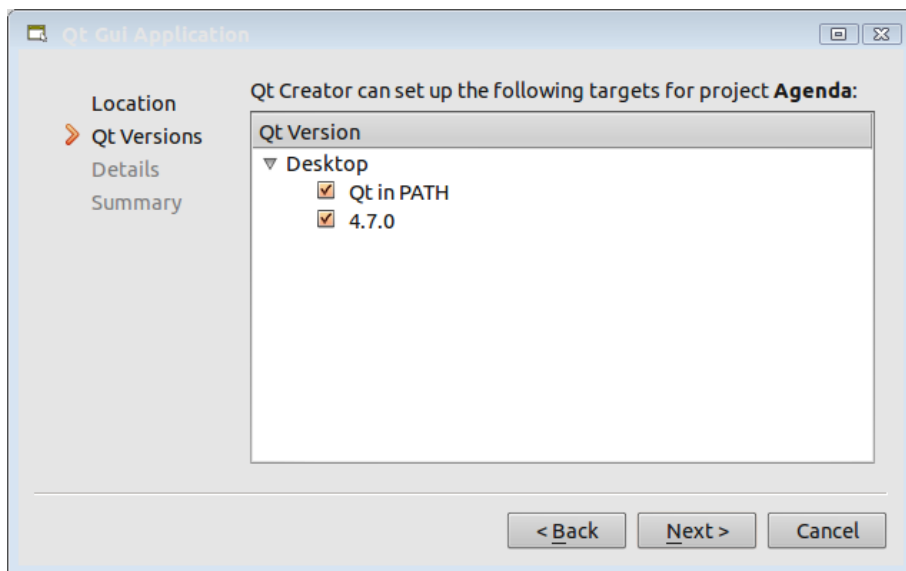 Qt Gui Application
Location
Qt Versions
Details
Summary
Qt Creator can set up the following targets for project Agenda:
Qt Version
Desktop
Qt in PATH
4.7.0
< Back
Next >
Cancel